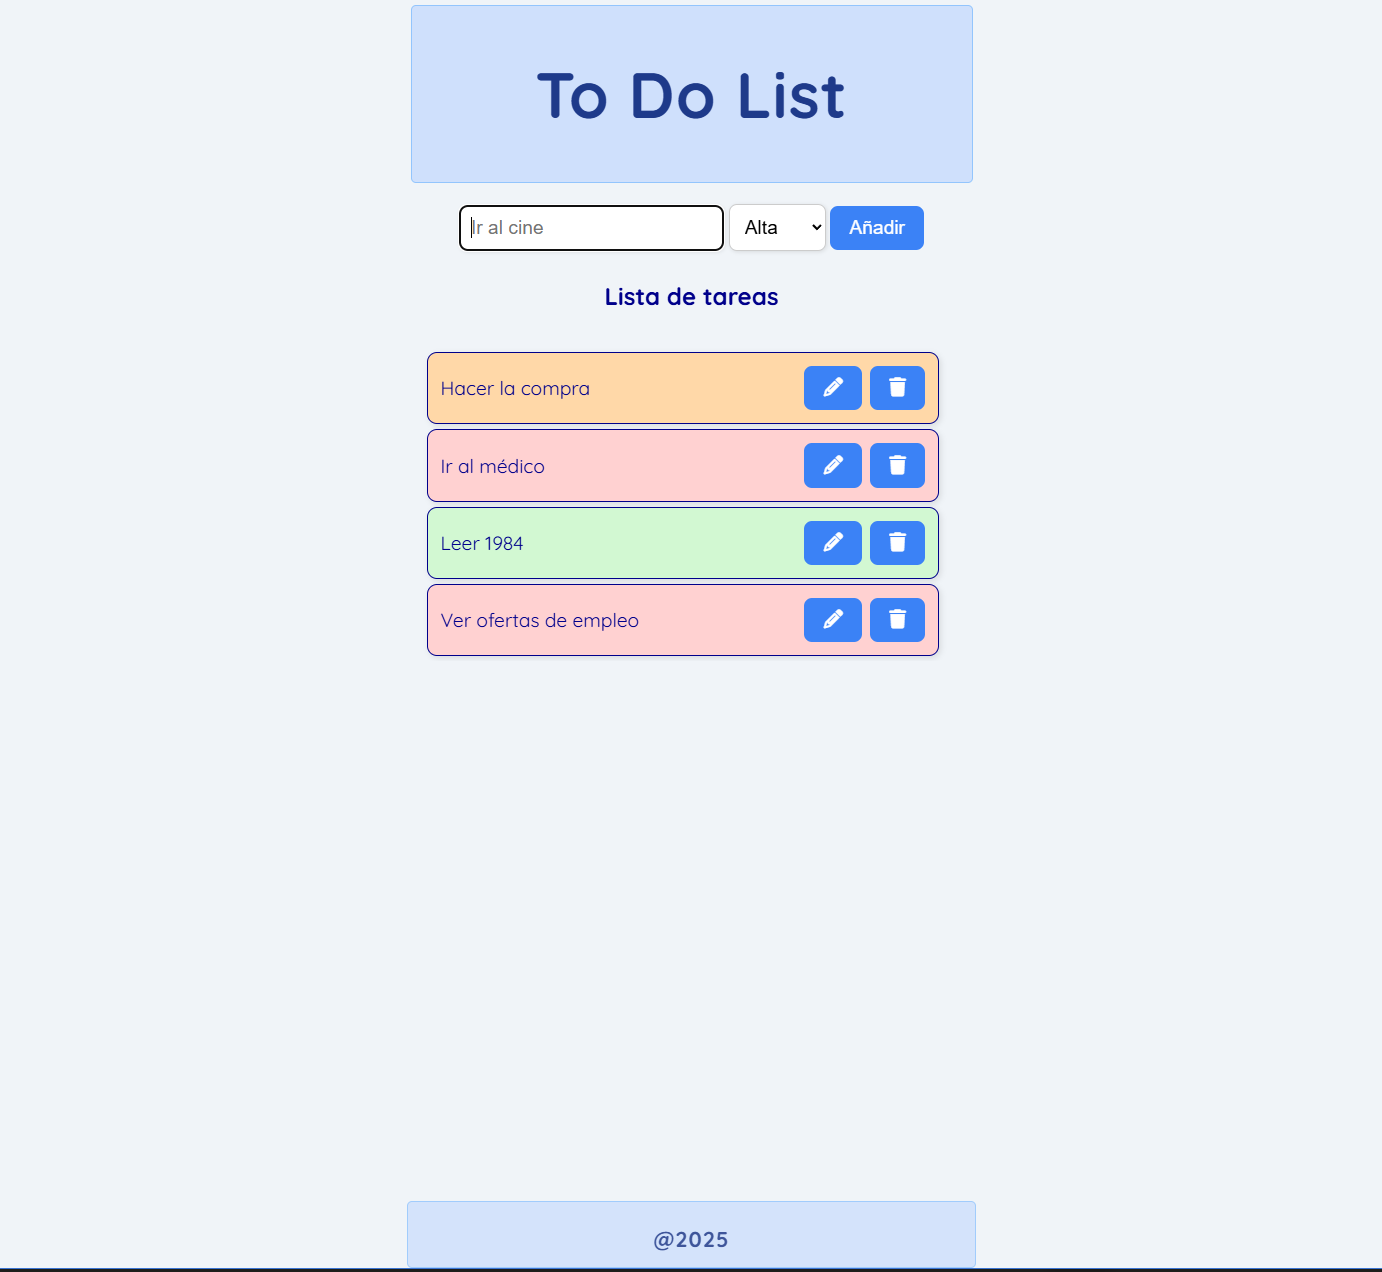 To Do List
Ir al cine Alta Añadir
Lista de tareas
Hacer la compra
Ir al médico
Leer 1984
Ver ofertas de empleo
@2025